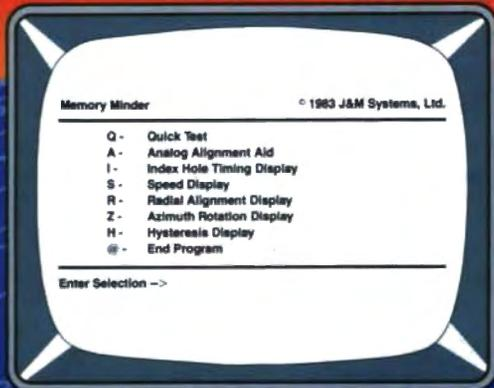 Memory Minder © 1983 J&M Systems, Ltd.
Q - Quick Test
A - Analog Alignment Aid
I - Index Hole Timing Display
S - Speed Display
R - Radial Alignment Display
Z - Azimuth Rotation Display
H - Hysteresis Display
@ - End Program
Enter Selection -->